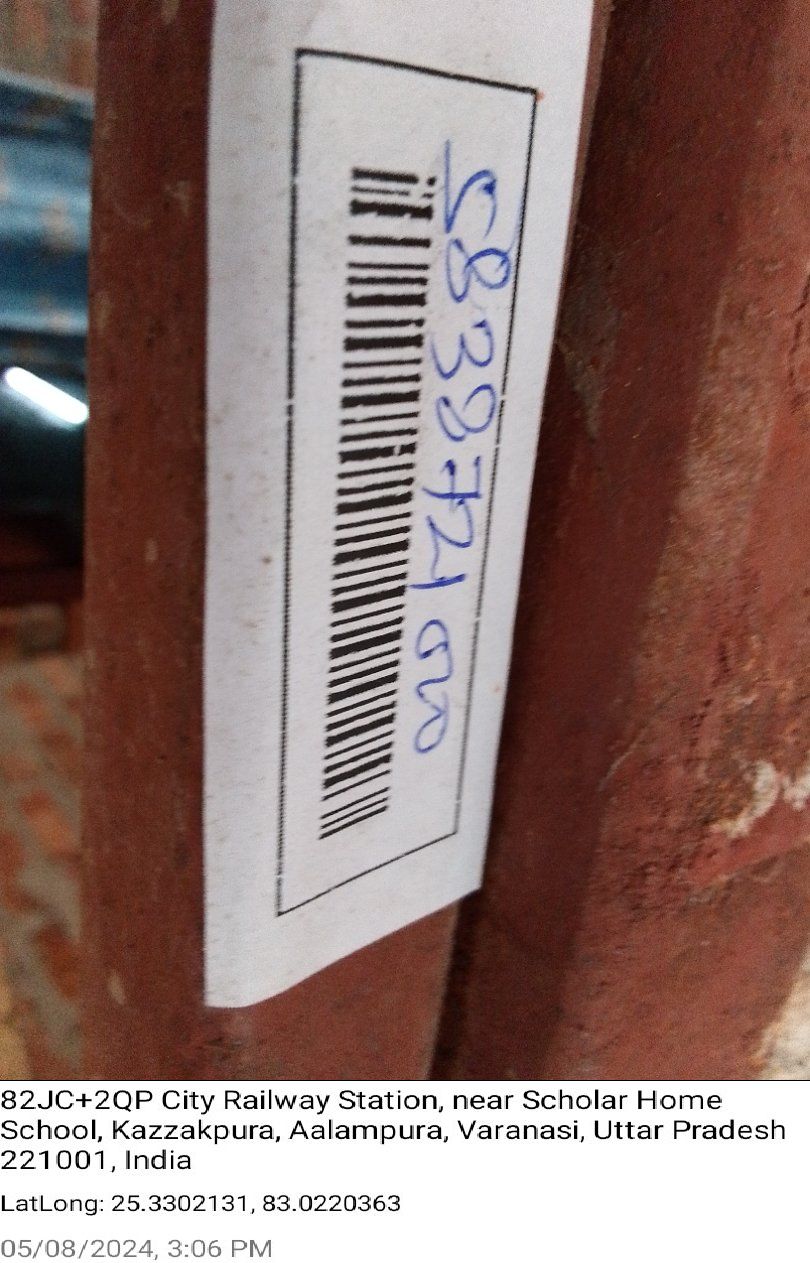 82JC+2QP City Railway Station, near Scholar Home
School, Kazzakpura, Aalampura, Varanasi, Uttar Pradesh
221001, India
LatLong: 25.3302131, 83.0220363
05/08/2024, 3:06 PM